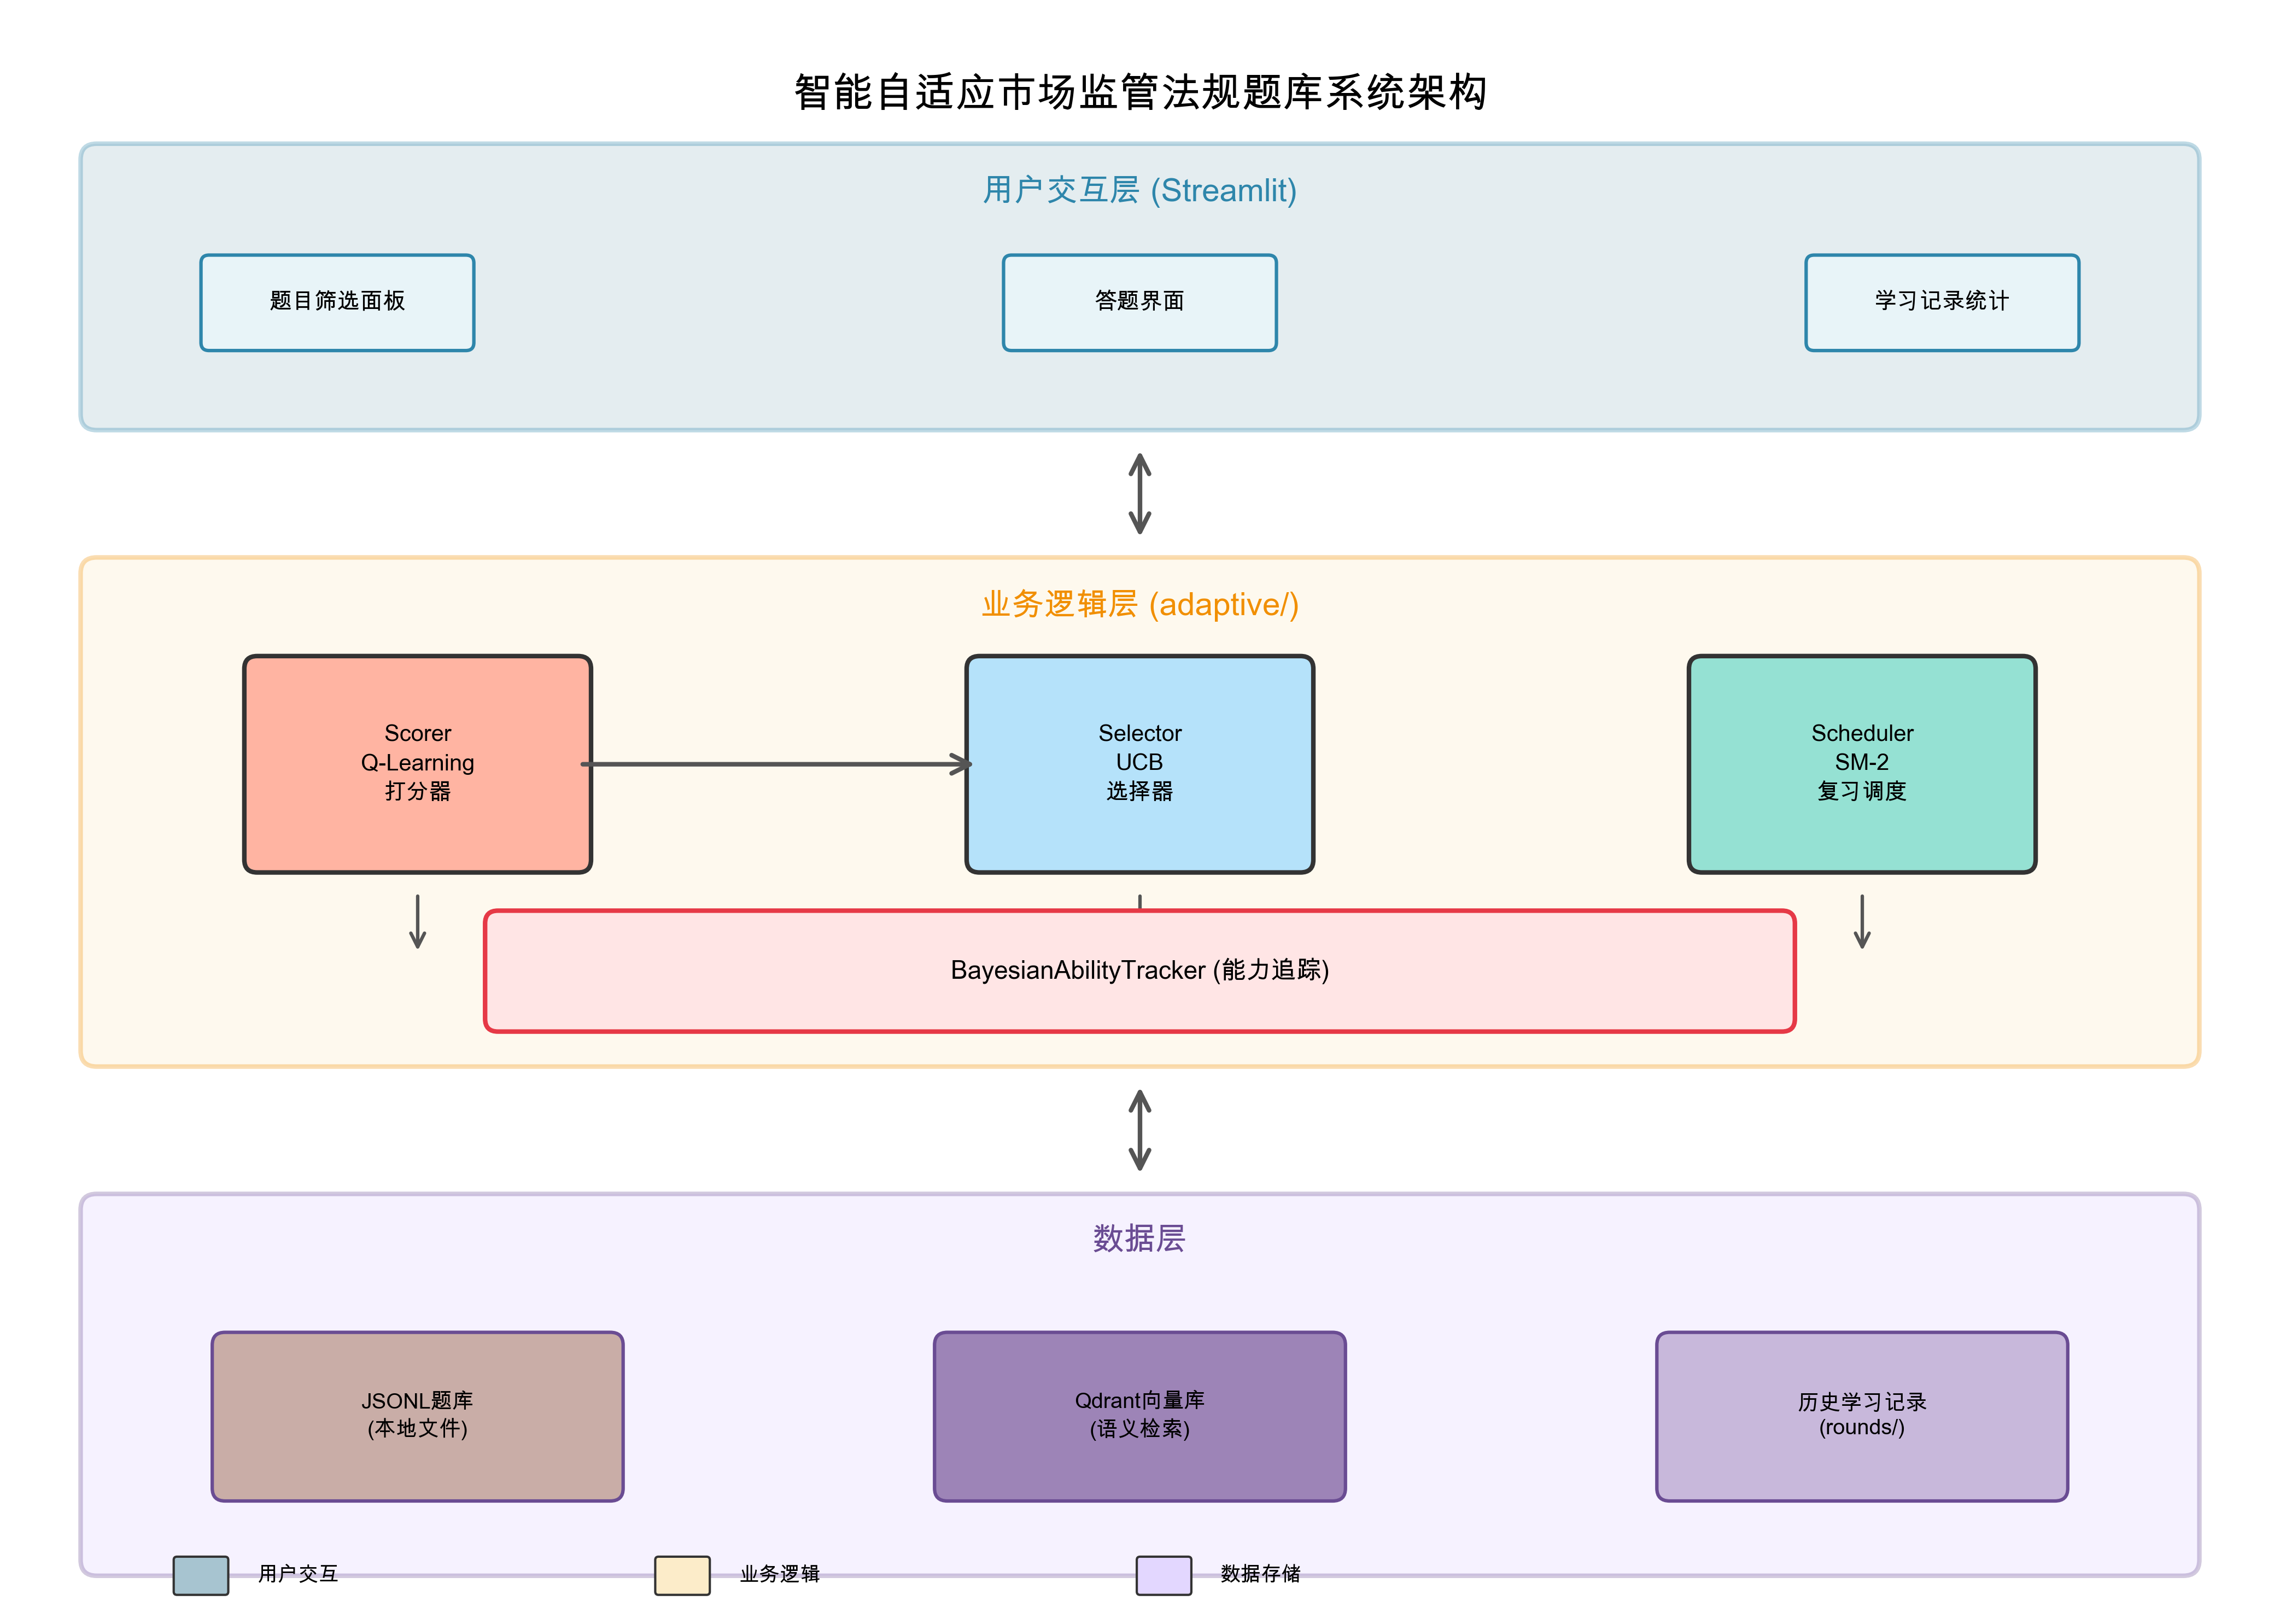 智能自适应市场监管法规题库系统架构
用户交互层 (Streamlit)
题目筛选面板
答题界面
学习记录统计
业务逻辑层 (adaptive/)
Scorer
Q-Learning
打分器
Selector
UCB
选择器
Scheduler
SM-2
复习调度
BayesianAbilityTracker (能力追踪)
数据层
JSONL题库
(本地文件)
Qdrant向量库
(语义检索)
历史学习记录
(rounds/)
用户交互
业务逻辑
数据存储